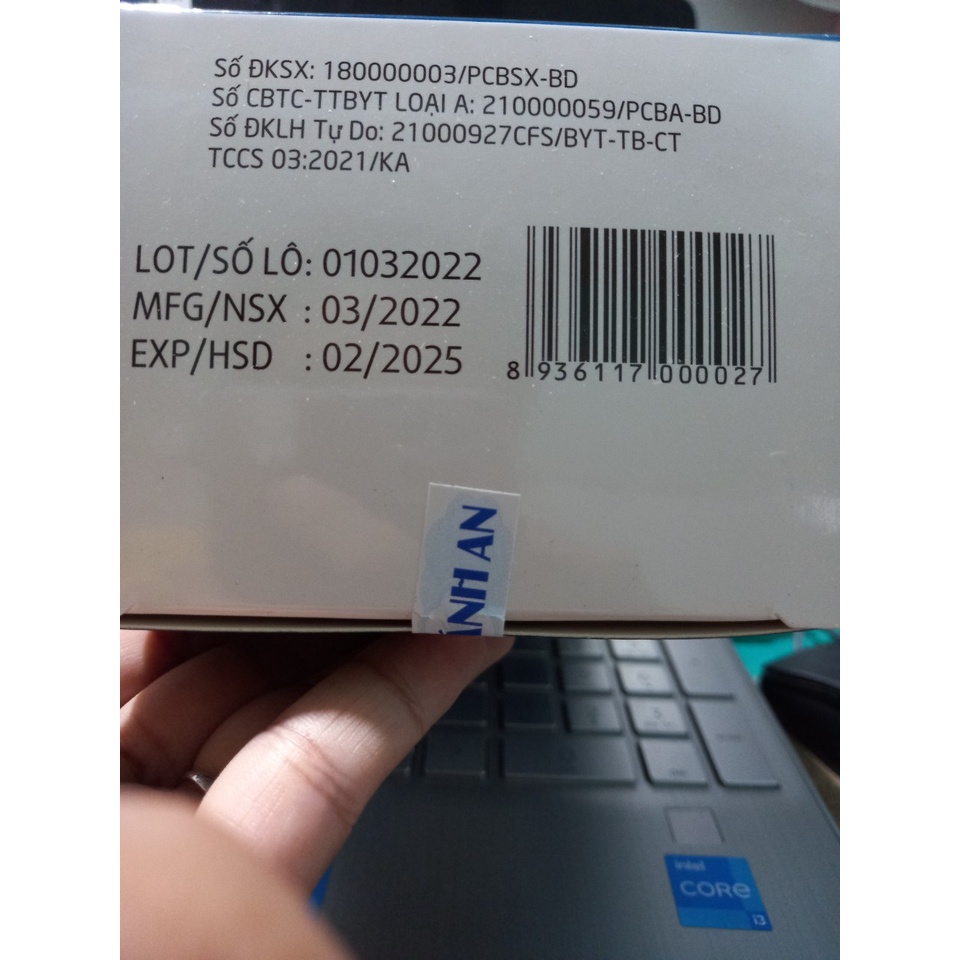 Số ĐKSX: 180000003/PCBSX-BD
Số CBTC-TTBYT LOẠI A: 210000059/PCBA-BD
Số ĐKLH Tự Do: 21000927CFS/BYT-TB-CT
TCCS 03:2021/KA
LOT/SỐ LÔ: 01032022
MFG/NSX : 03/2022
EXP/HSD : 02/2025
8 936117 000027
ÁNH AN
intel
CORE
i3